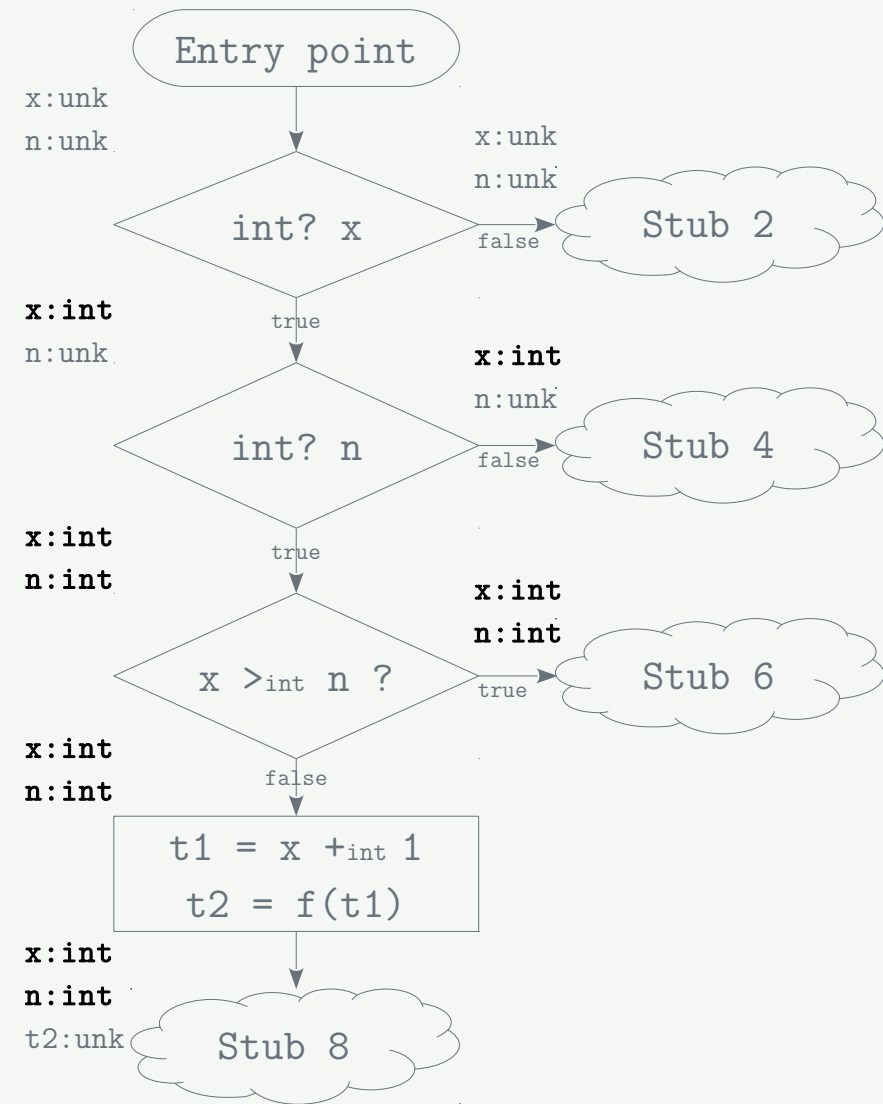 Entry point
x:unk
n:unk
x:unk
n:unk
int? x
Stub 2
false
x:int
n:unk
true
x:int
n:unk
int? n
Stub 4
false
x:int
n:int
true
x:int
n:int
x >int n ?
Stub 6
true
x:int
n:int
false
t1 = x +int 1
t2 = f(t1)
x:int
n:int
t2:unk
Stub 8